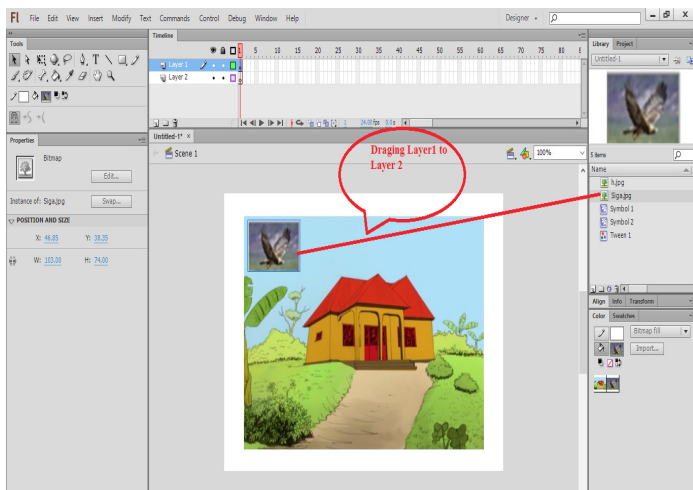 Fl File Edit View Insert Modify Text Commands Control Debug Window Help Designer
Tools
Timeline
5 10 15 20 25 30 35 40 45 50 55 60 65 70 75 80
Layer 1
Layer 2
1 24.00fps 0.0s
Properties
Bitmap
Edit...
Instance of: Siga.jpg Swap...
POSITION AND SIZE
X: 46.85 Y: 38.35
W: 103.00 H: 74.00
Untitled-1* ×
Scene 1
100%
Draging Layer1 to
Layer 2
Library Project
Untitled-1
5 items
Name
h.jpg
Siga.jpg
Symbol 1
Symbol 2
Tween 1
Align Info Transform
Color Swatches
Bitmap fill
Import...